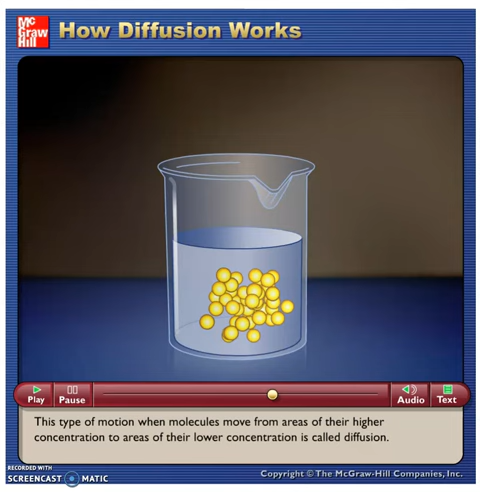 Mc
Graw
Hill
How Diffusion Works
Play
Pause
Audio
Text
This type of motion when molecules move from areas of their higher
concentration to areas of their lower concentration is called diffusion.
RECORDED WITH
SCREENCAST MATIC
Copyright © The McGraw-Hill Companies, Inc.